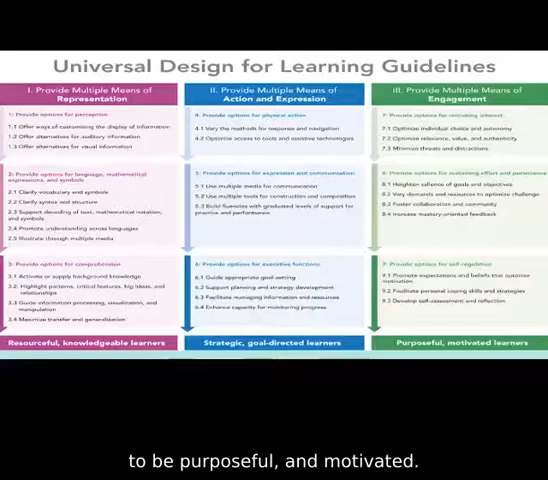 Universal Design for Learning Guidelines
I. Provide Multiple Means of
Representation
1: Provide options for perception
1.1 Offer ways of customizing the display of information
1.2 Offer alternatives for auditory information
1.3 Offer alternatives for visual information
2: Provide options for language, mathematical
expressions, and symbols
2.1 Clarify vocabulary and symbols
2.2 Clarify syntax and structure
2.3 Support decoding of text, mathematical notation,
and symbols
2.4 Promote understanding across languages
2.5 Illustrate through multiple media
3: Provide options for comprehension
3.1 Activate or supply background knowledge
3.2. Highlight patterns, critical features, big ideas, and
relationships
3.3 Guide information processing, visualization, and
manipulation
3.4 Maximize transfer and generalization
Resourceful, knowledgeable learners
II. Provide Multiple Means of
Action and Expression
4: Provide options for physical action
4.1 Vary the methods for response and navigation
4.2 Optimize access to tools and assistive technologies
5: Provide options for expression and communication
5.1 Use multiple media for communication
5.2 Use multiple tools for construction and composition
5.3 Build fluencies with graduated levels of support for
practice and performance
6: Provide options for executive functions
6.1 Guide appropriate goal-setting
6.2 Support planning and strategy development
6.3 Facilitate managing information and resources
6.4 Enhance capacity for monitoring progress
Strategic, goal-directed learners
III. Provide Multiple Means of
Engagement
7: Provide options for recruiting interest
7.1 Optimize individual choice and autonomy
7.2 Optimize relevance, value, and authenticity
7.3 Minimize threats and distractions
8: Provide options for sustaining effort and persistence
8.1 Heighten salience of goals and objectives
8.2 Vary demands and resources to optimize challenge
8.3 Foster collaboration and community
8.4 Increase mastery-oriented feedback
9: Provide options for self-regulation
9.1 Promote expectations and beliefs that optimize
motivation
9.2 Facilitate personal coping skills and strategies
9.3 Develop self-assessment and reflection
Purposeful, motivated learners
to be purposeful, and motivated.